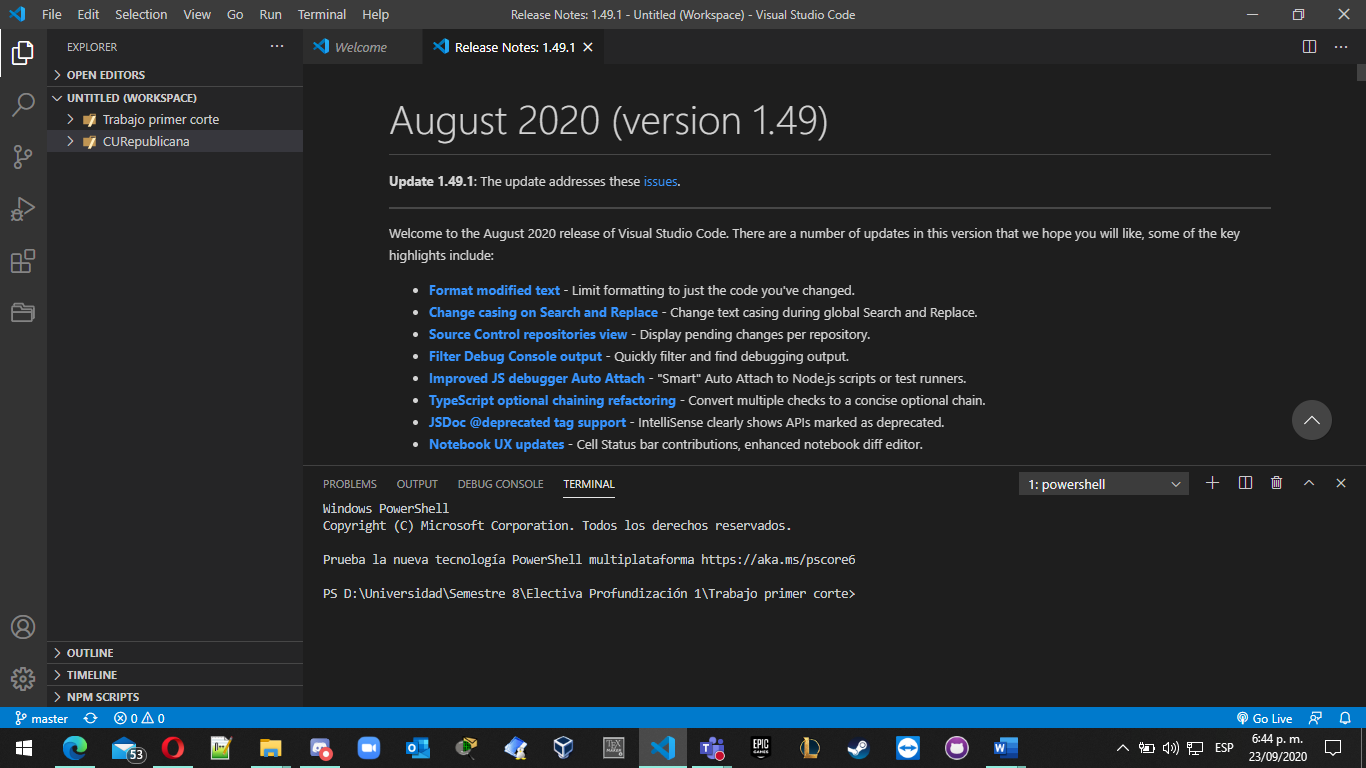 File Edit Selection View Go Run Terminal Help
Release Notes: 1.49.1 - Untitled (Workspace) - Visual Studio Code
EXPLORER
OPEN EDITORS
UNTITLED (WORKSPACE)
Trabajo primer corte
CURepublicana
OUTLINE
TIMELINE
NPM SCRIPTS
Welcome
Release Notes: 1.49.1
August 2020 (version 1.49)
Update 1.49.1: The update addresses these issues.
Welcome to the August 2020 release of Visual Studio Code. There are a number of updates in this version that we hope you will like, some of the key
highlights include:
Format modified text - Limit formatting to just the code you've changed.
Change casing on Search and Replace - Change text casing during global Search and Replace.
Source Control repositories view - Display pending changes per repository.
Filter Debug Console output - Quickly filter and find debugging output.
Improved JS debugger Auto Attach - "Smart" Auto Attach to Node.js scripts or test runners.
TypeScript optional chaining refactoring - Convert multiple checks to a concise optional chain.
JSDoc @deprecated tag support - IntelliSense clearly shows APIs marked as deprecated.
Notebook UX updates - Cell Status bar contributions, enhanced notebook diff editor.
PROBLEMS OUTPUT DEBUG CONSOLE TERMINAL
1: powershell
Windows PowerShell
Copyright (C) Microsoft Corporation. Todos los derechos reservados.
Prueba la nueva tecnología PowerShell multiplataforma https://aka.ms/pscore6
PS D:\Universidad\Semestre 8\Electiva Profundización 1\Trabajo primer corte>
master 0 0
Go Live
53
EPIC GAMES
ESP
6:44 p. m.
23/09/2020